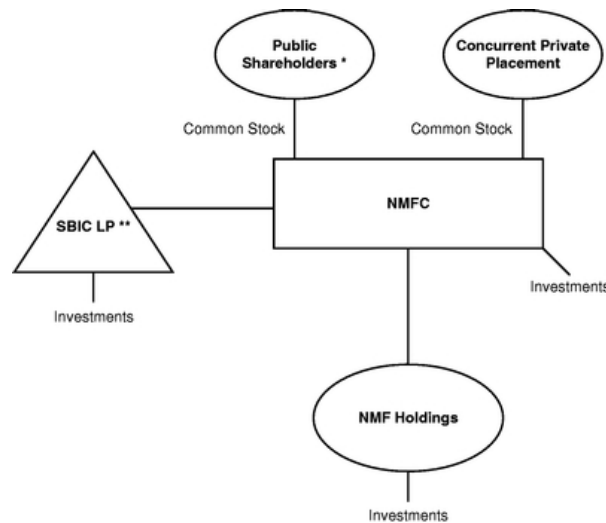 Public
Shareholders *
Concurrent Private
Placement
Common Stock
Common Stock
NMFC
SBIC LP **
Investments
Investments
NMF Holdings
Investments